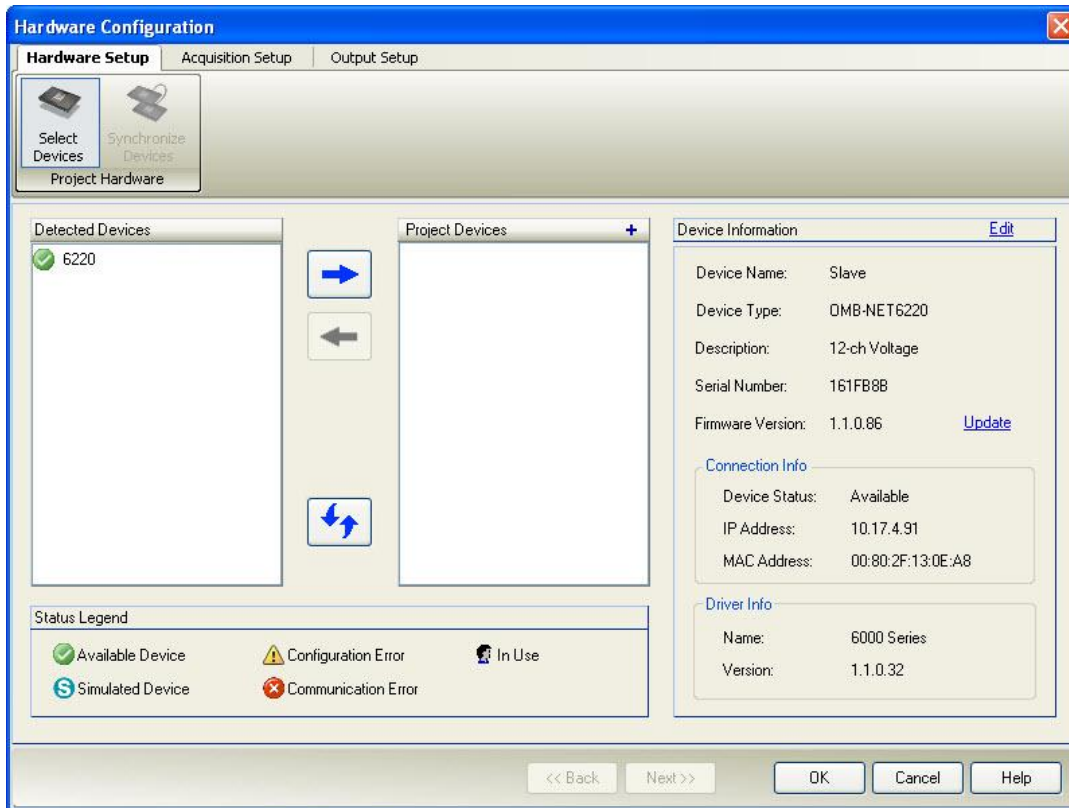 Hardware Configuration
Hardware Setup Acquisition Setup Output Setup
Select Devices
Synchronize Devices
Project Hardware
Detected Devices
6220
Project Devices +
Device Information Edit
Device Name: Slave
Device Type: OMB-NET6220
Description: 12-ch Voltage
Serial Number: 161FB8B
Firmware Version: 1.1.0.86 Update
Connection Info
Device Status: Available
IP Address: 10.17.4.91
MAC Address: 00:80:2F:13:0E:A8
Driver Info
Name: 6000 Series
Version: 1.1.0.32
Status Legend
Available Device Configuration Error In Use
S Simulated Device Communication Error
<< Back Next >> OK Cancel Help